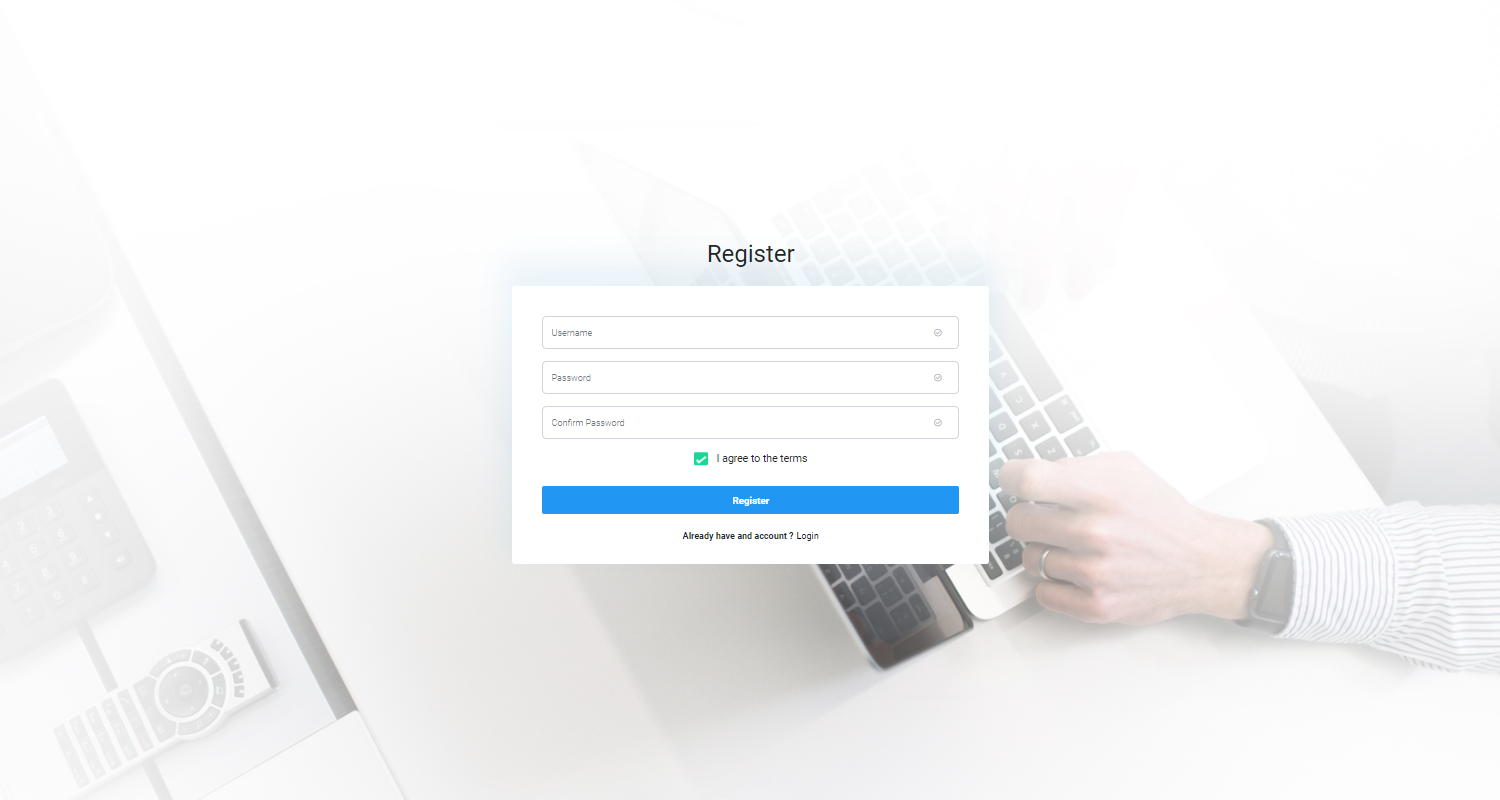 Register
Username
Password
Confirm Password
I agree to the terms
Register
Already have and account ? Login